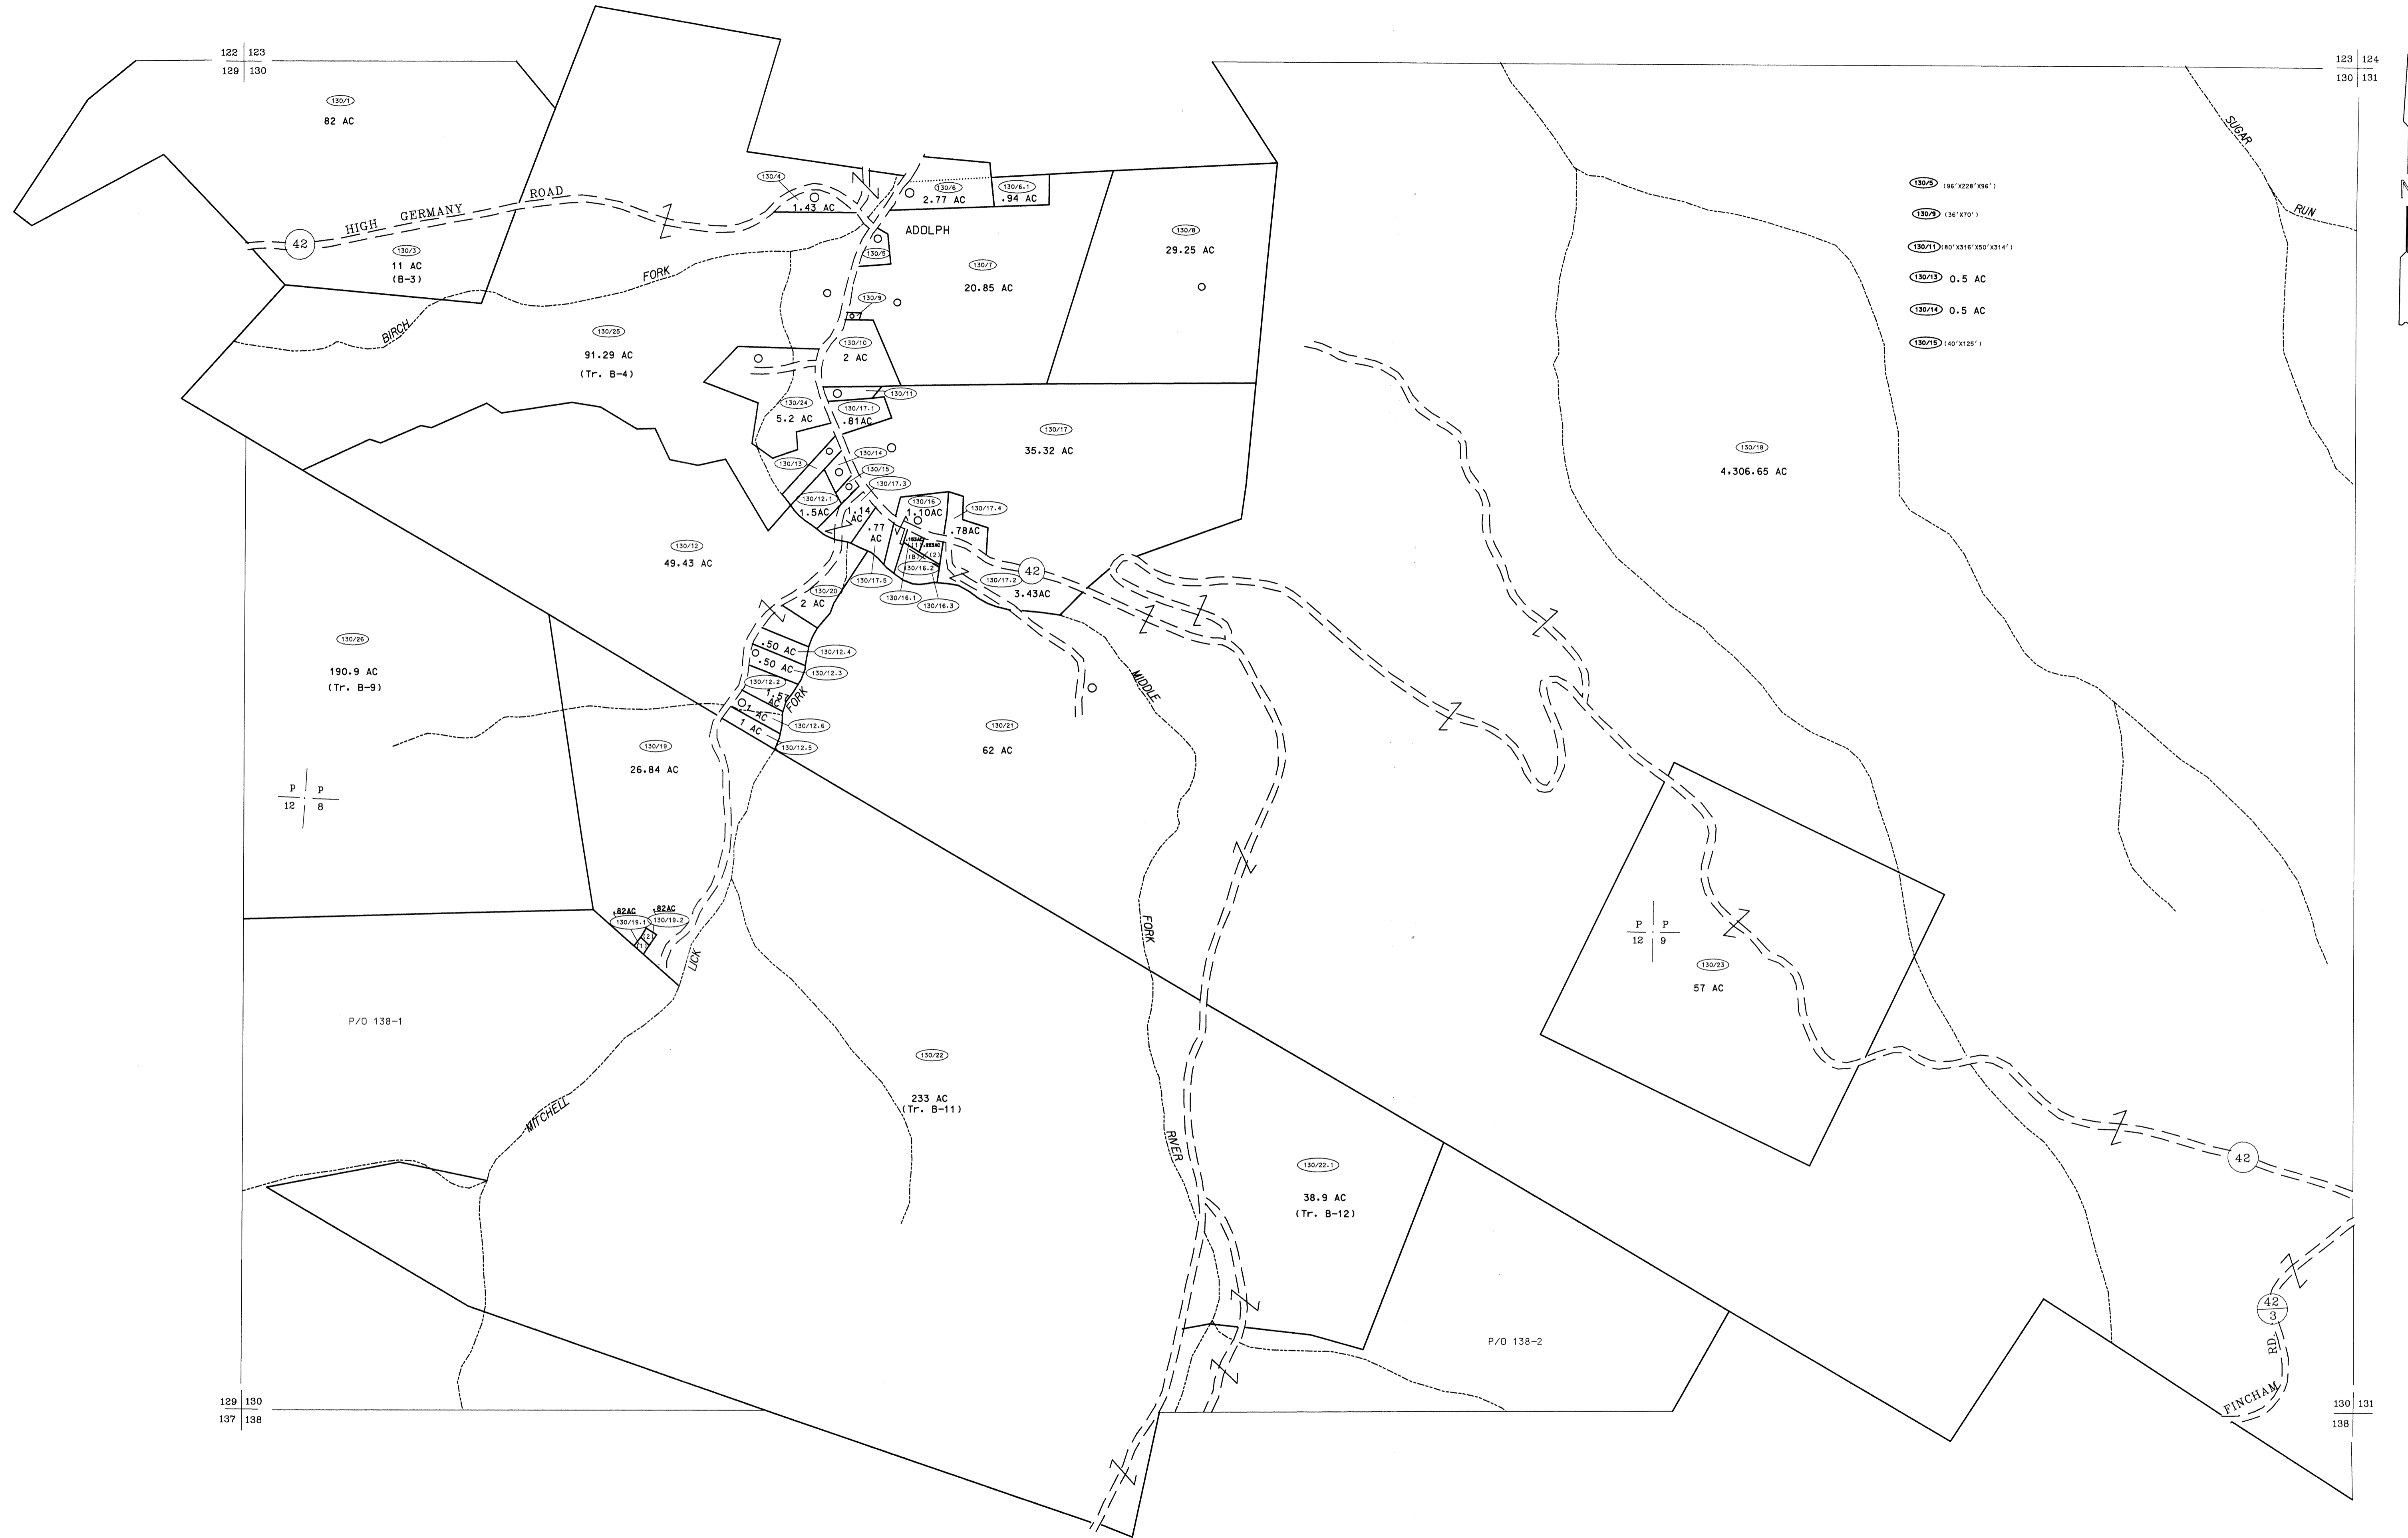 122 123
129 130
123 124
130 131
130/1
82 AC
HIGH GERMANY ROAD
42
130/3
11 AC
(B-3)
BIRCH FORK
130/25
91.29 AC
(Tr. B-4)
130/4
1.43 AC
130/6
2.77 AC
130/6.1
.94 AC
ADOLPH
130/5
130/7
20.85 AC
130/8
29.25 AC
130/9
130/10
2 AC
130/24
5.2 AC
130/11
130/17.1
.81AC
130/17
35.32 AC
130/13
130/14
130/15
130/17.3
130/12.1
1.5AC
1.14
AC
.77
AC
130/16
1.10AC
130/17.4
.78AC
(1)
(B)
(2)
130/16.2
130/17.5
130/16.1
130/16.3
42
130/17.2
3.43AC
130/12
49.43 AC
130/20
2 AC
.50 AC
130/12.4
.50 AC
130/12.3
130/12.2
1.5
AC
1 AC
130/12.6
1 AC
130/12.5
130/26
190.9 AC
(Tr. B-9)
P P
12 8
130/19
26.84 AC
130/21
62 AC
.82AC
.82AC
130/19.1
130/19.2
(2)
(1)
MITCHELL LICK FORK
MIDDLE FORK RIVER
P/O 138-1
130/22
233 AC
(Tr. B-11)
130/22.1
38.9 AC
(Tr. B-12)
P/O 138-2
SUGAR RUN
130/5 (96'X228'X96')
130/9 (36'X70')
130/11 (80'X316'X50'X314')
130/13 0.5 AC
130/14 0.5 AC
130/15 (40'X125')
130/18
4,306.65 AC
P P
12 9
130/23
57 AC
42
42
3
FINCHAM RD.
129 130
137 138
130 131
138